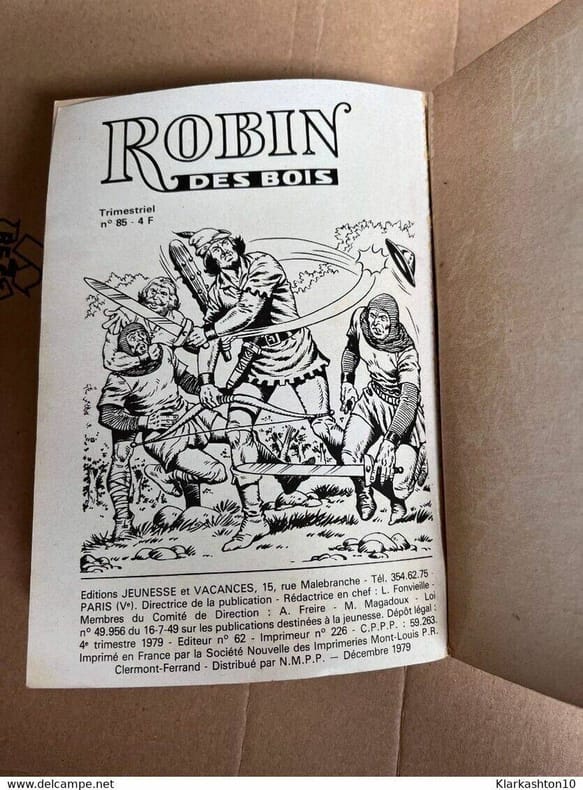 ROBIN
DES BOIS
Trimestriel
n° 85 - 4 F
Editions JEUNESSE et VACANCES, 15, rue Malebranche - Tél. 354.62.75
PARIS (Vᵉ). Directrice de la publication - Rédactrice en chef : L. Fonvieille -
Membres du Comité de Direction : A. Freire - M. Magadoux - Loi
n° 49.956 du 16-7-49 sur les publications destinées à la jeunesse. Dépôt légal :
4ᵉ trimestre 1979 - Editeur n° 62 - Imprimeur n° 226 - C.P.P.P. : 59.263.
Imprimé en France par la Société Nouvelle des Imprimeries Mont-Louis P.R.
Clermont-Ferrand - Distribué par N.M.P.P. — Décembre 1979
www.delcampe.net
Klarkashton10